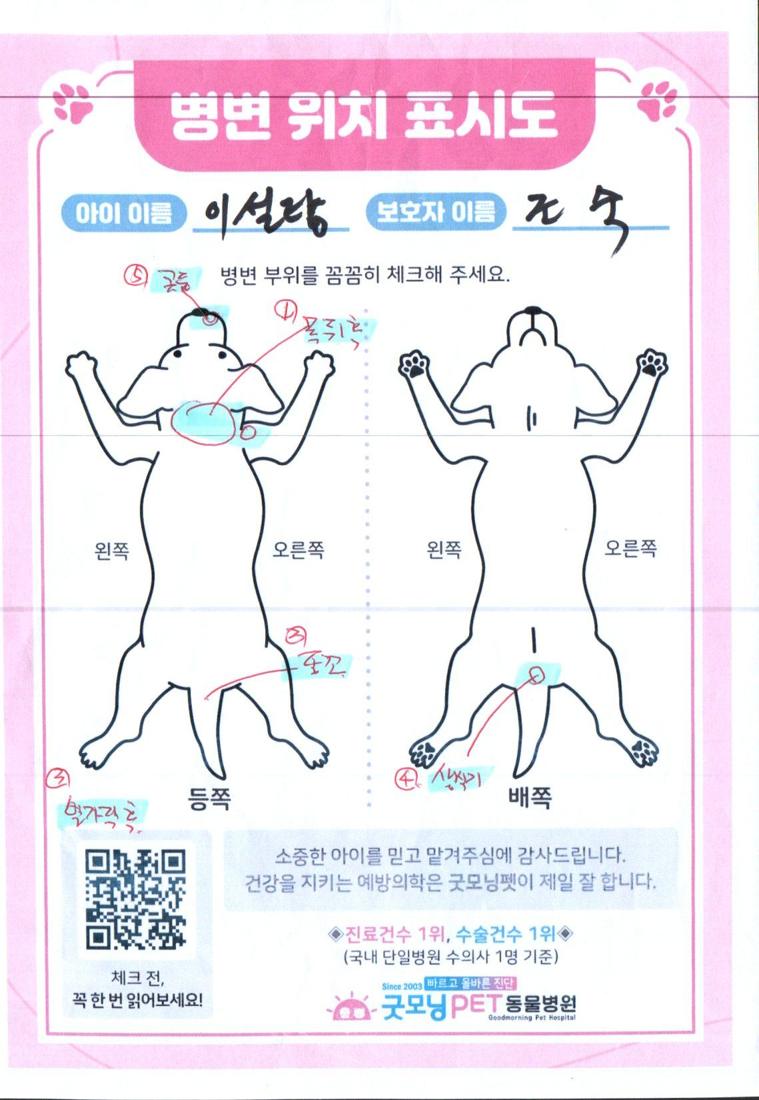 병변 위치 표시도
아이 이름 이설탕 보호자 이름 조 숙
병변 부위를 꼼꼼히 체크해 주세요.
⑤ 콧등
① 목뒤 혹
왼쪽 오른쪽 왼쪽 오른쪽
② 똥꼬
③ 발가락 혹
④ 생식기
등쪽 배쪽
소중한 아이를 믿고 맡겨주심에 감사드립니다.
건강을 지키는 예방의학은 굿모닝펫이 제일 잘 합니다.
◈진료건수 1위, 수술건수 1위◈
(국내 단일병원 수의사 1명 기준)
체크 전,
꼭 한 번 읽어보세요!
Since 2003 빠르고 올바른 진단
굿모닝PET동물병원
Goodmorning Pet Hospital